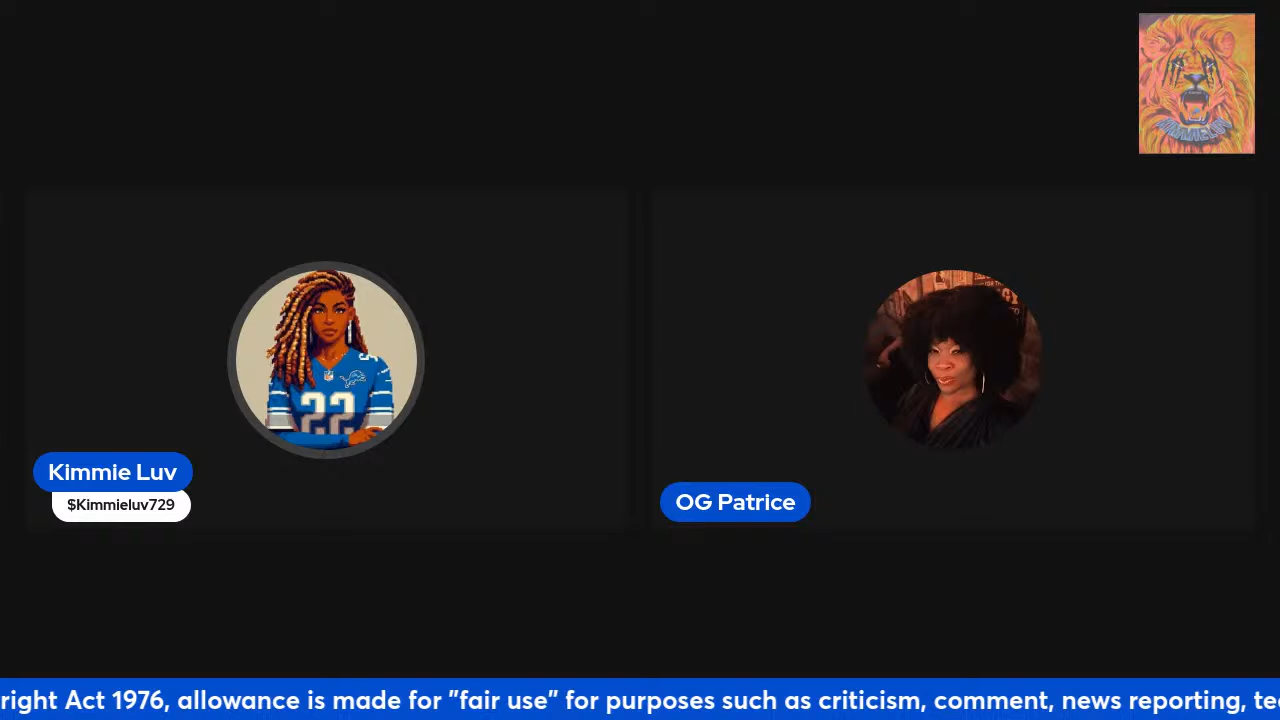 22
Kimmie Luv
$Kimmieluv729
OG Patrice
right Act 1976, allowance is made for "fair use" for purposes such as criticism, comment, news reporting, te